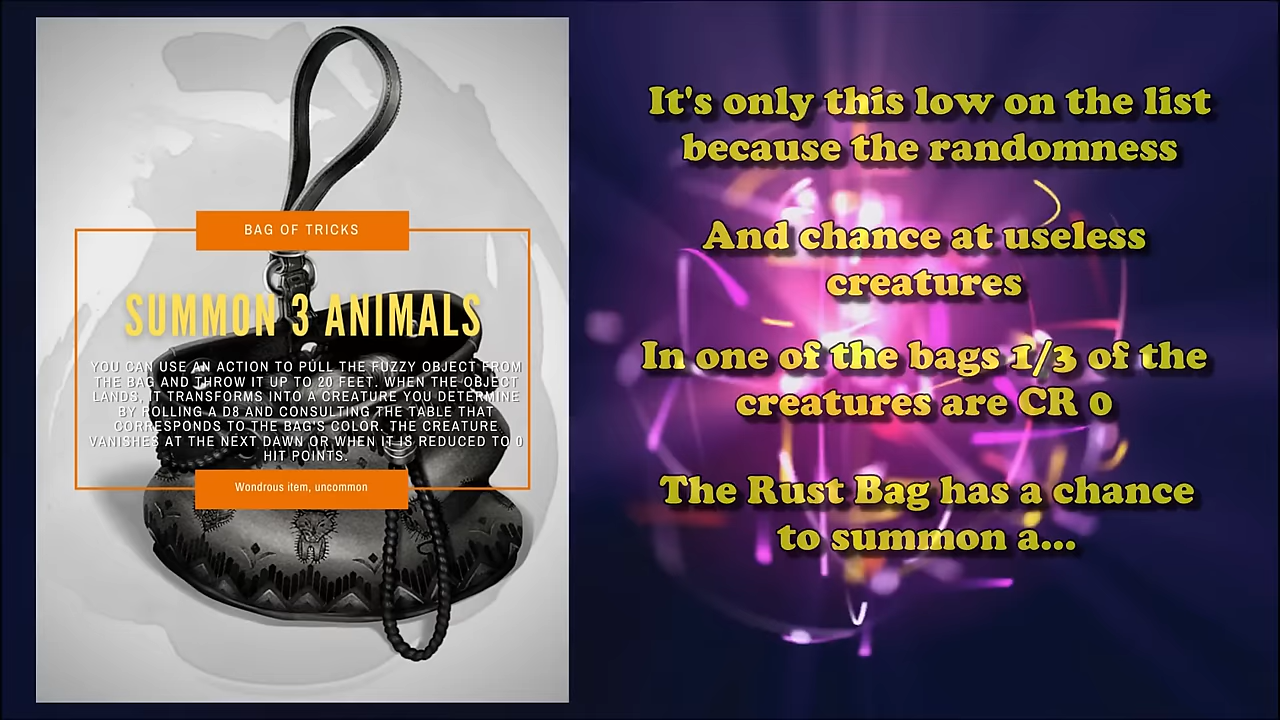 BAG OF TRICKS
SUMMON 3 ANIMALS
YOU CAN USE AN ACTION TO PULL THE FUZZY OBJECT FROM
THE BAG AND THROW IT UP TO 20 FEET. WHEN THE OBJECT
LANDS, IT TRANSFORMS INTO A CREATURE YOU DETERMINE
BY ROLLING A D8 AND CONSULTING THE TABLE THAT
CORRESPONDS TO THE BAG'S COLOR. THE CREATURE
VANISHES AT THE NEXT DAWN OR WHEN IT IS REDUCED TO 0
HIT POINTS.
Wondrous item, uncommon
It's only this low on the list
because the randomness
And chance at useless
creatures
In one of the bags 1/3 of the
creatures are CR 0
The Rust Bag has a chance
to summon a...